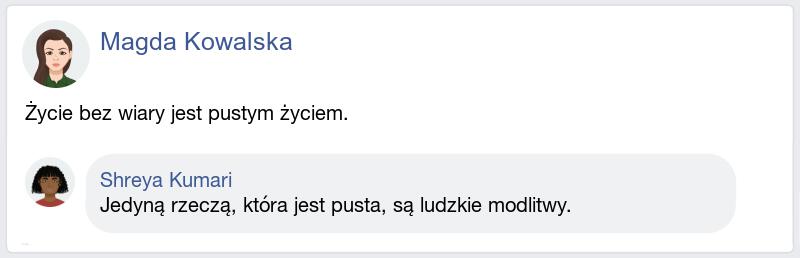 Magda Kowalska
Życie bez wiary jest pustym życiem.
Shreya Kumari
Jedyną rzeczą, która jest pusta, są ludzkie modlitwy.